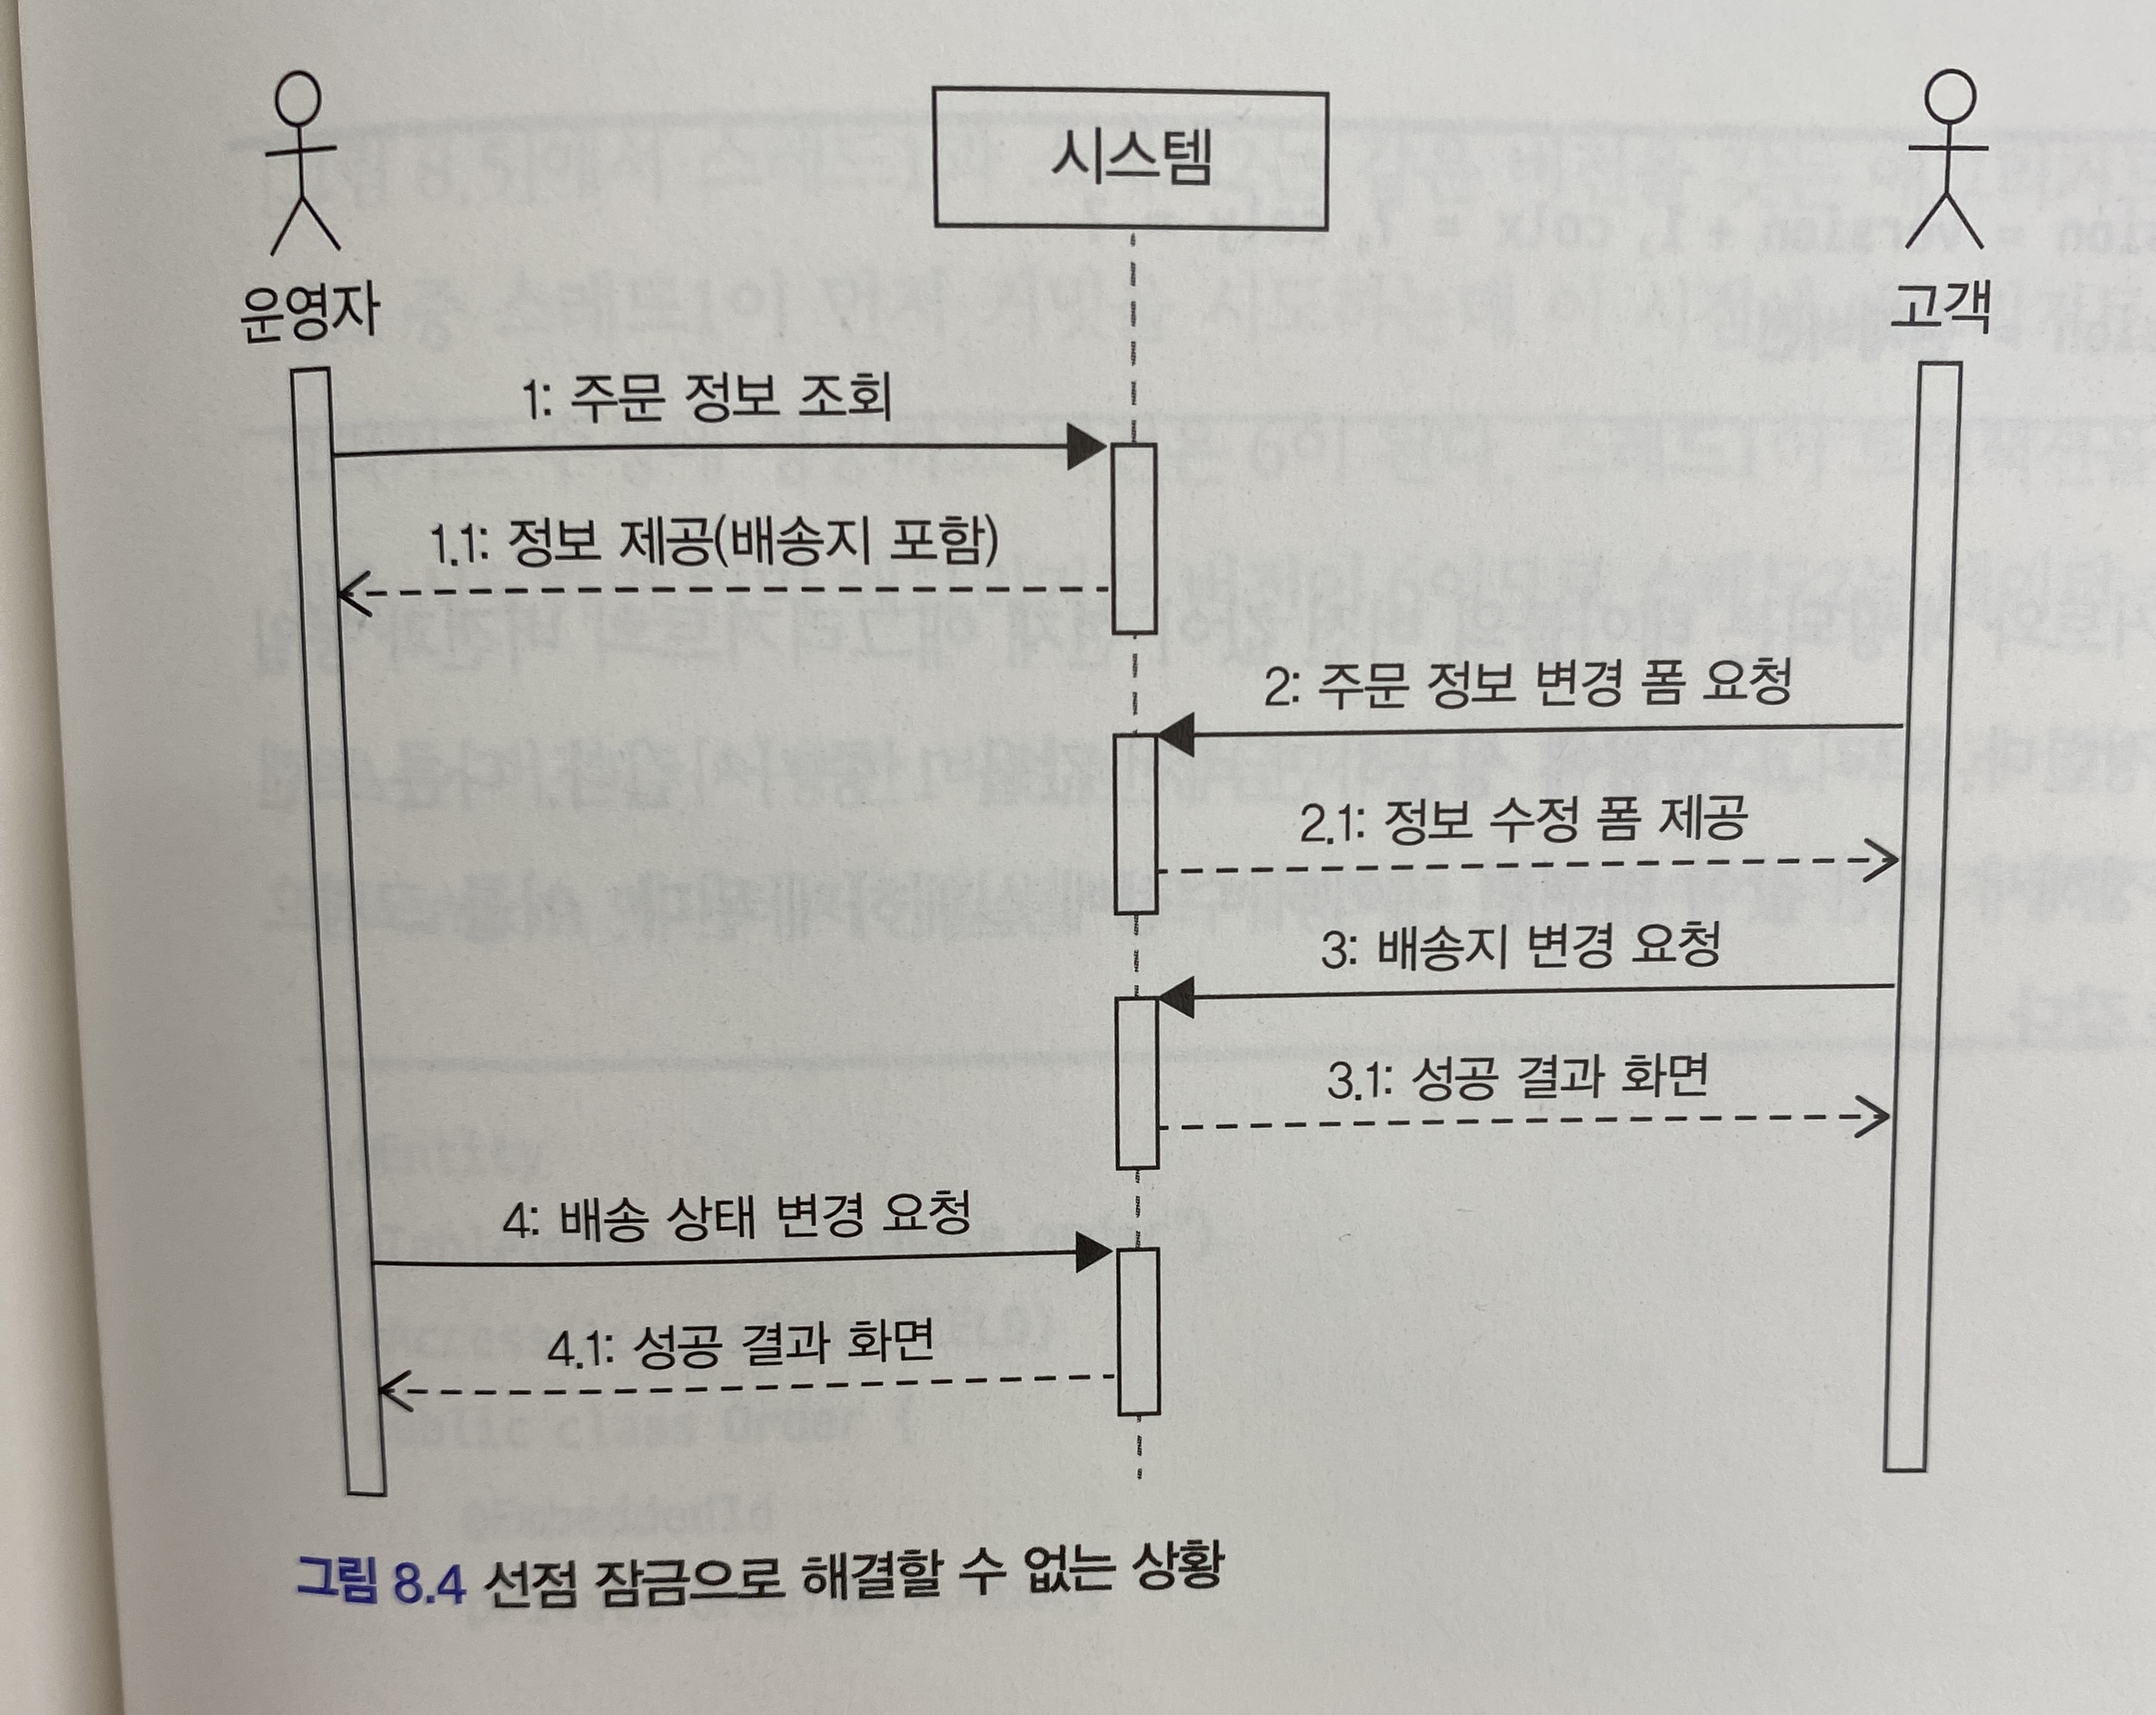 시스템
운영자
고객
1: 주문 정보 조회
1.1: 정보 제공(배송지 포함)
2: 주문 정보 변경 폼 요청
2.1: 정보 수정 폼 제공
3: 배송지 변경 요청
3.1: 성공 결과 화면
4: 배송 상태 변경 요청
4.1: 성공 결과 화면
그림 8.4 선점 잠금으로 해결할 수 없는 상황